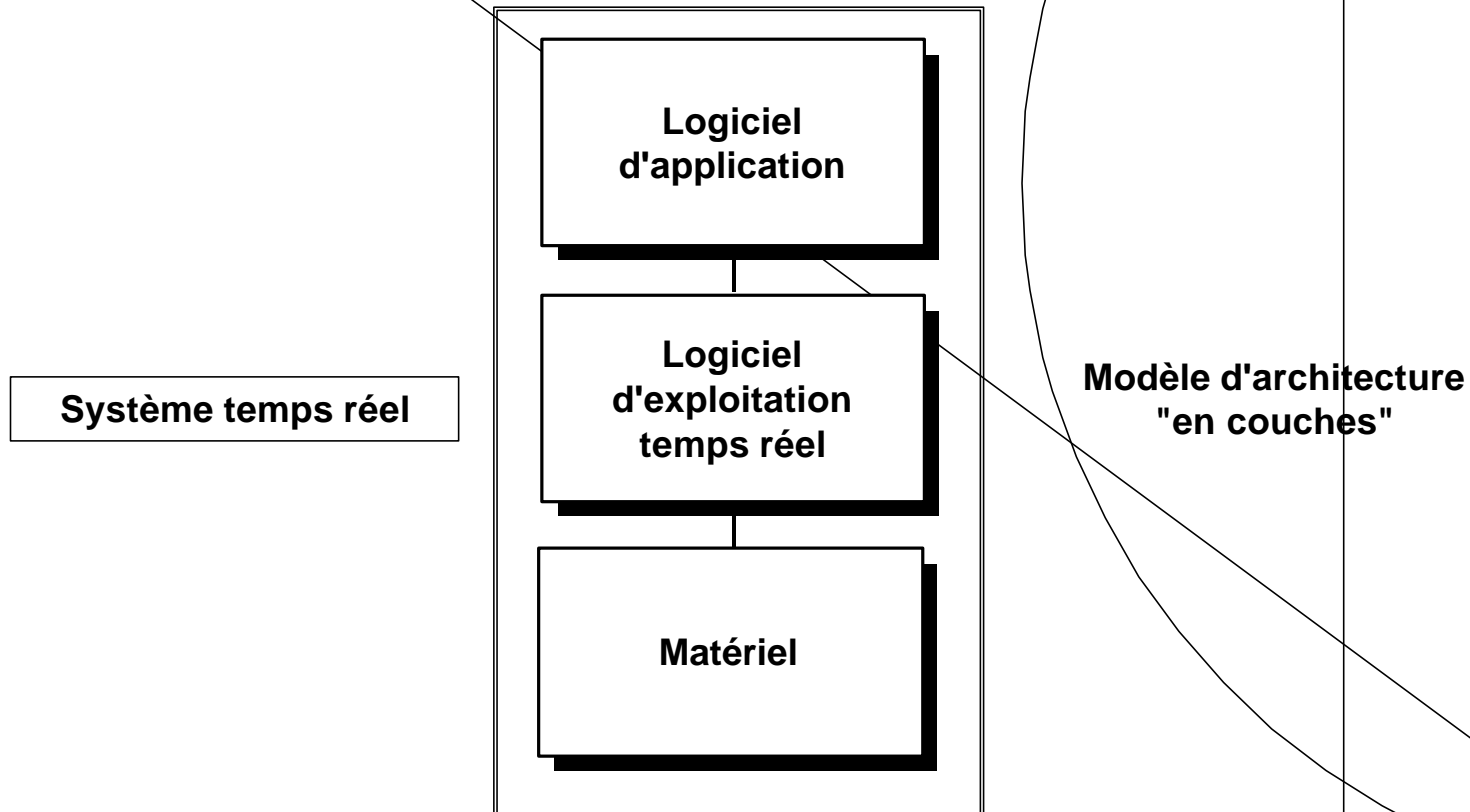 Logiciel
d'application
Logiciel
d'exploitation
temps réel
Système temps réel
Modèle d'architecture
"en couches"
Matériel